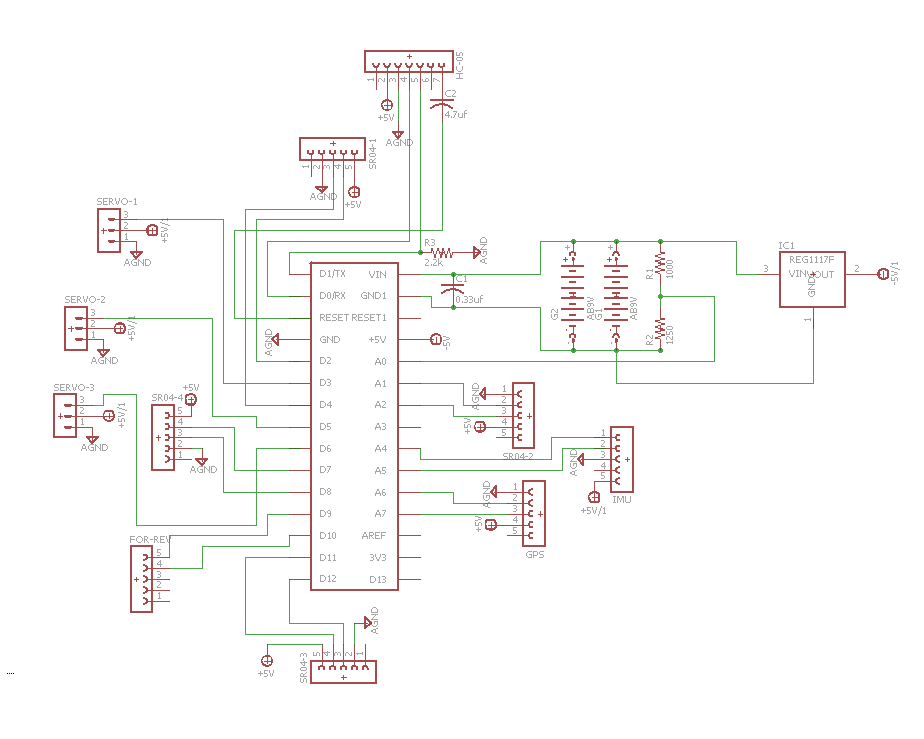 HC-05
1 2 3 4 5 6 7
C2
4.7uf
+5V
AGND
SR04-1
1 2 3 4 5
AGND
+5V
SERVO-1
3
2
1
+5V/1
AGND
R3
2.2k
AGND
IC1
REG1117F
VIN
VOUT
GND
3
2
1
-5V/1
C1
0.33uf
G2
AB9V
G1
AB9V
R1
1000
R2
1250
+
-
+
-
SERVO-2
3
2
1
+5V/1
AGND
SERVO-3
3
2
1
+5V/1
AGND
SR04-4
+5V
5
4
3
2
1
AGND
AGND
D1/TX VIN
D0/RX GND1
RESET RESET1
GND +5V
D2 A0
D3 A1
D4 A2
D5 A3
D6 A4
D7 A5
D8 A6
D9 A7
D10 AREF
D11 3V3
D12 D13
-5V
AGND
+5V
1
2
3
4
5
SR04-2
AGND
+5V/1
1
2
3
4
5
IMU
AGND
+5V
1
2
3
4
5
GPS
FOR-REV
5
4
3
2
1
AGND
+5V
SR04-3
5 4 3 2 1
....